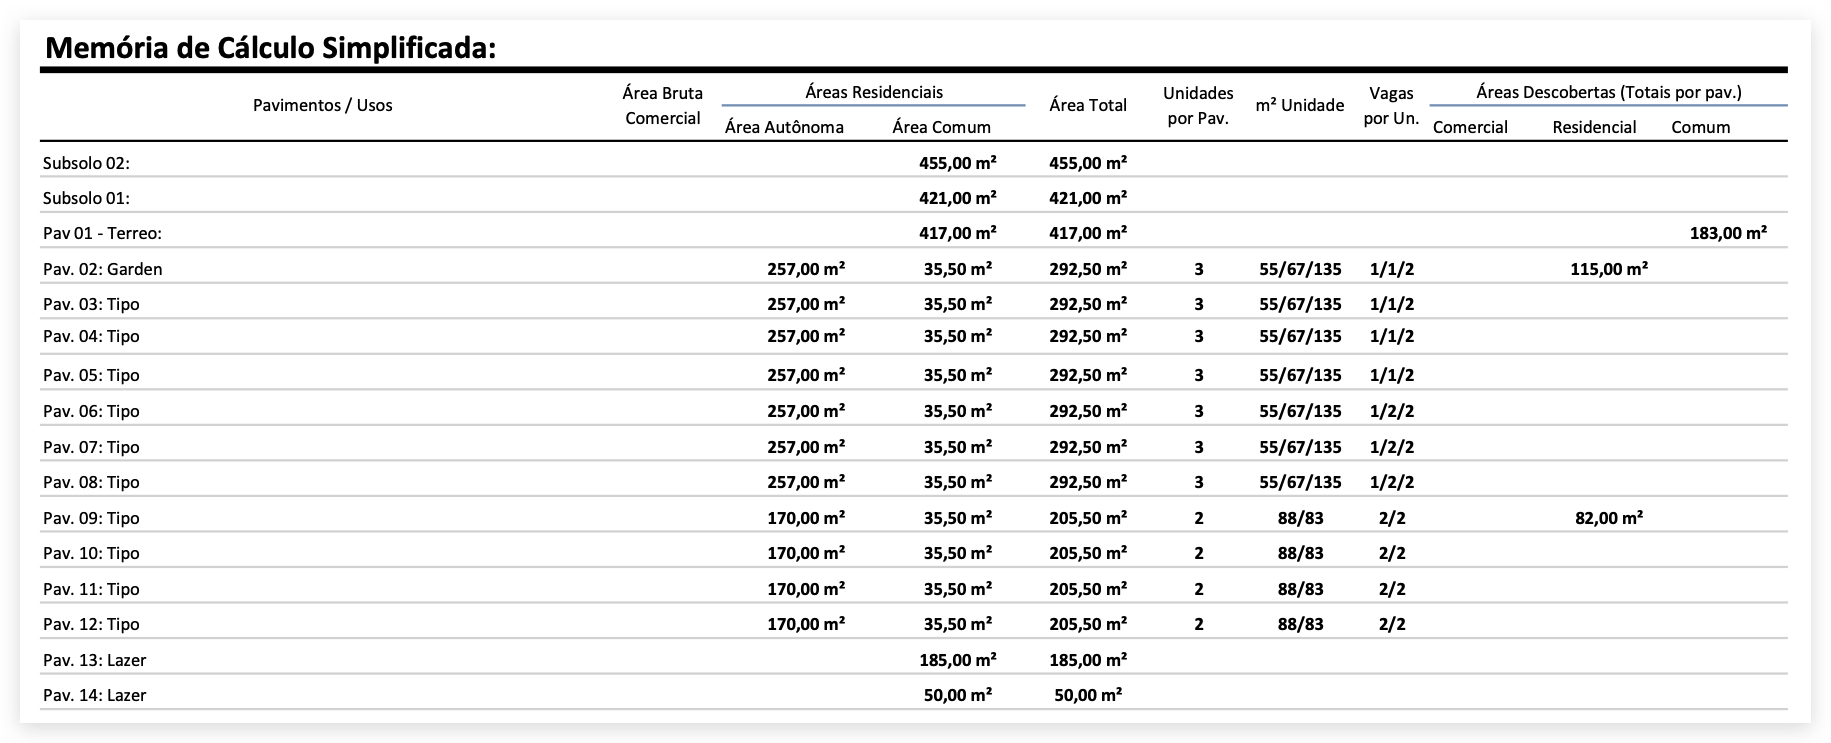 Memória de Cálculo Simplificada:
Pavimentos / Usos Área Bruta Comercial Áreas Residenciais Área Total Unidades por Pav. m² Unidade Vagas por Un. Áreas Descobertas (Totais por pav.)
Área Autônoma Área Comum Comercial Residencial Comum
Subsolo 02: 455,00 m² 455,00 m²
Subsolo 01: 421,00 m² 421,00 m²
Pav 01 - Terreo: 417,00 m² 417,00 m² 183,00 m²
Pav. 02: Garden 257,00 m² 35,50 m² 292,50 m² 3 55/67/135 1/1/2 115,00 m²
Pav. 03: Tipo 257,00 m² 35,50 m² 292,50 m² 3 55/67/135 1/1/2
Pav. 04: Tipo 257,00 m² 35,50 m² 292,50 m² 3 55/67/135 1/1/2
Pav. 05: Tipo 257,00 m² 35,50 m² 292,50 m² 3 55/67/135 1/1/2
Pav. 06: Tipo 257,00 m² 35,50 m² 292,50 m² 3 55/67/135 1/2/2
Pav. 07: Tipo 257,00 m² 35,50 m² 292,50 m² 3 55/67/135 1/2/2
Pav. 08: Tipo 257,00 m² 35,50 m² 292,50 m² 3 55/67/135 1/2/2
Pav. 09: Tipo 170,00 m² 35,50 m² 205,50 m² 2 88/83 2/2 82,00 m²
Pav. 10: Tipo 170,00 m² 35,50 m² 205,50 m² 2 88/83 2/2
Pav. 11: Tipo 170,00 m² 35,50 m² 205,50 m² 2 88/83 2/2
Pav. 12: Tipo 170,00 m² 35,50 m² 205,50 m² 2 88/83 2/2
Pav. 13: Lazer 185,00 m² 185,00 m²
Pav. 14: Lazer 50,00 m² 50,00 m²